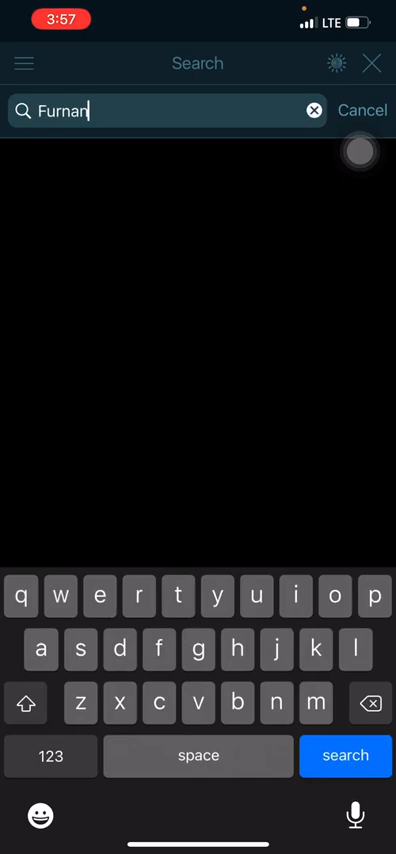 3:57 LTE
Search
Furnan Cancel
q w e r t y u i o p
a s d f g h j k l
z x c v b n m
123 space search